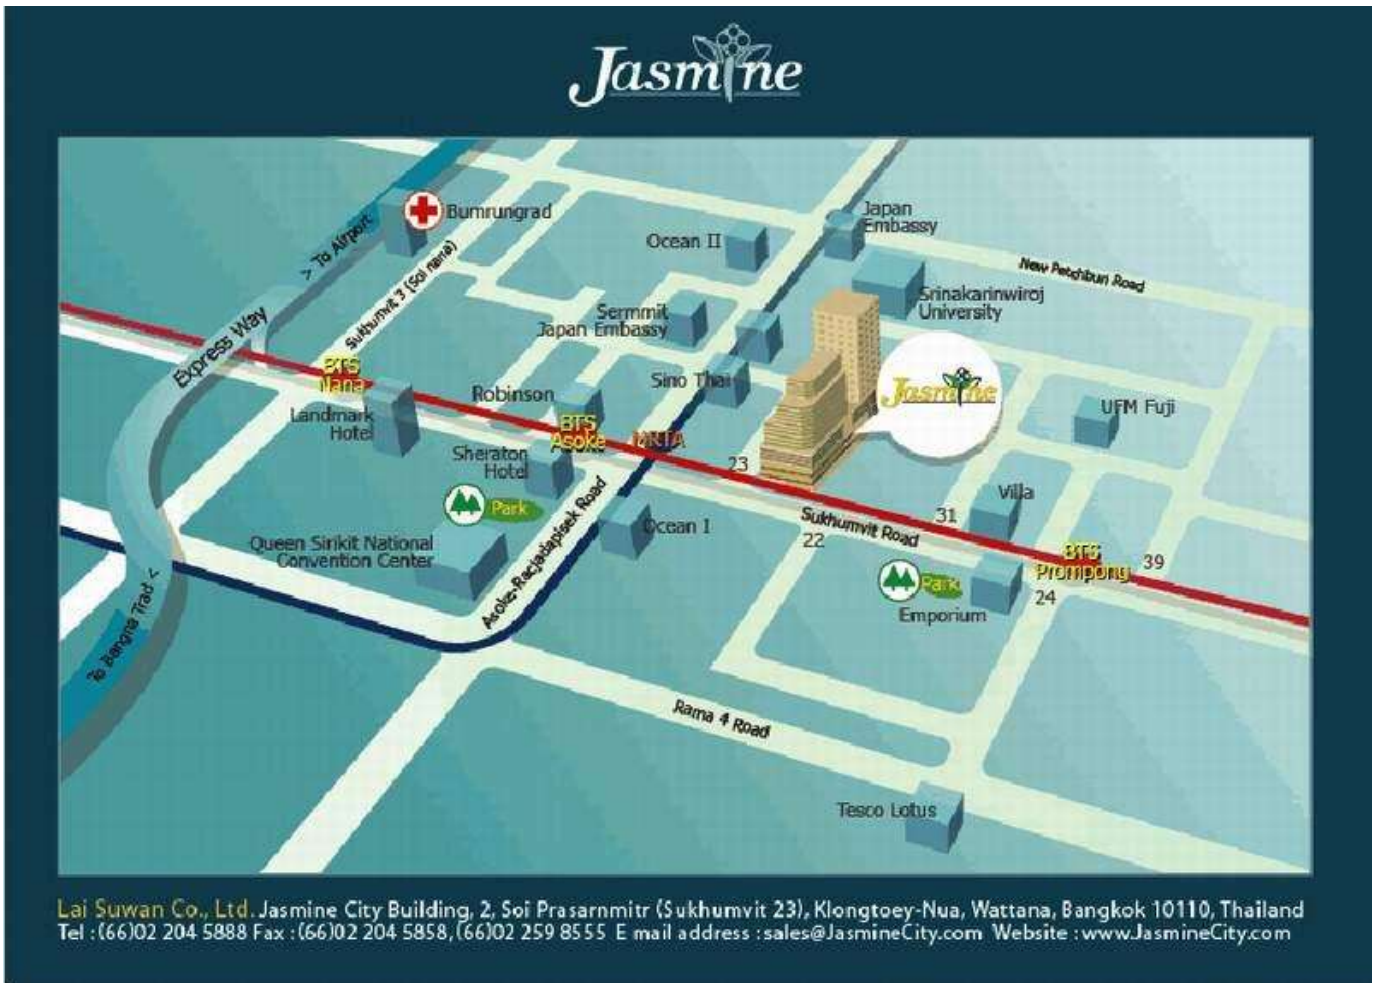 Jasmine
Bumrungrad
> To Airport
Sukhumvit 3 (Soi nana)
Express Way
Japan
Embassy
Ocean II
New Petchbun Road
Srinakarinwiroj
University
Sermmit
Japan Embassy
BTS
Nana
Landmark
Hotel
Robinson
Sino Thai
Jasmine
UFM Fuji
BTS
Asoke
MRTA
23
Sheraton
Hotel
Park
Queen Sirikit National
Convention Center
Asoke-Racjadapisek Road
Ocean I
Sukhumvit Road
22
31
Villa
BTS
Prompong
39
24
Park
Emporium
To Bangna Trad <
Rama 4 Road
Tesco Lotus
Lai Suwan Co., Ltd. Jasmine City Building, 2, Soi Prasarnmitr (Sukhumvit 23), Klongtoey-Nua, Wattana, Bangkok 10110, Thailand
Tel :(66)02 204 5888 Fax :(66)02 204 5858,(66)02 259 8555 E mail address :sales@JasmineCity.com Website :www.JasmineCity.com